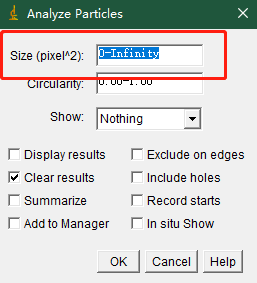 Analyze Particles
Size (pixel^2): 0-Infinity
Circularity: 0.00-1.00
Show: Nothing
Display results Exclude on edges
Clear results Include holes
Summarize Record starts
Add to Manager In situ Show
OK Cancel Help